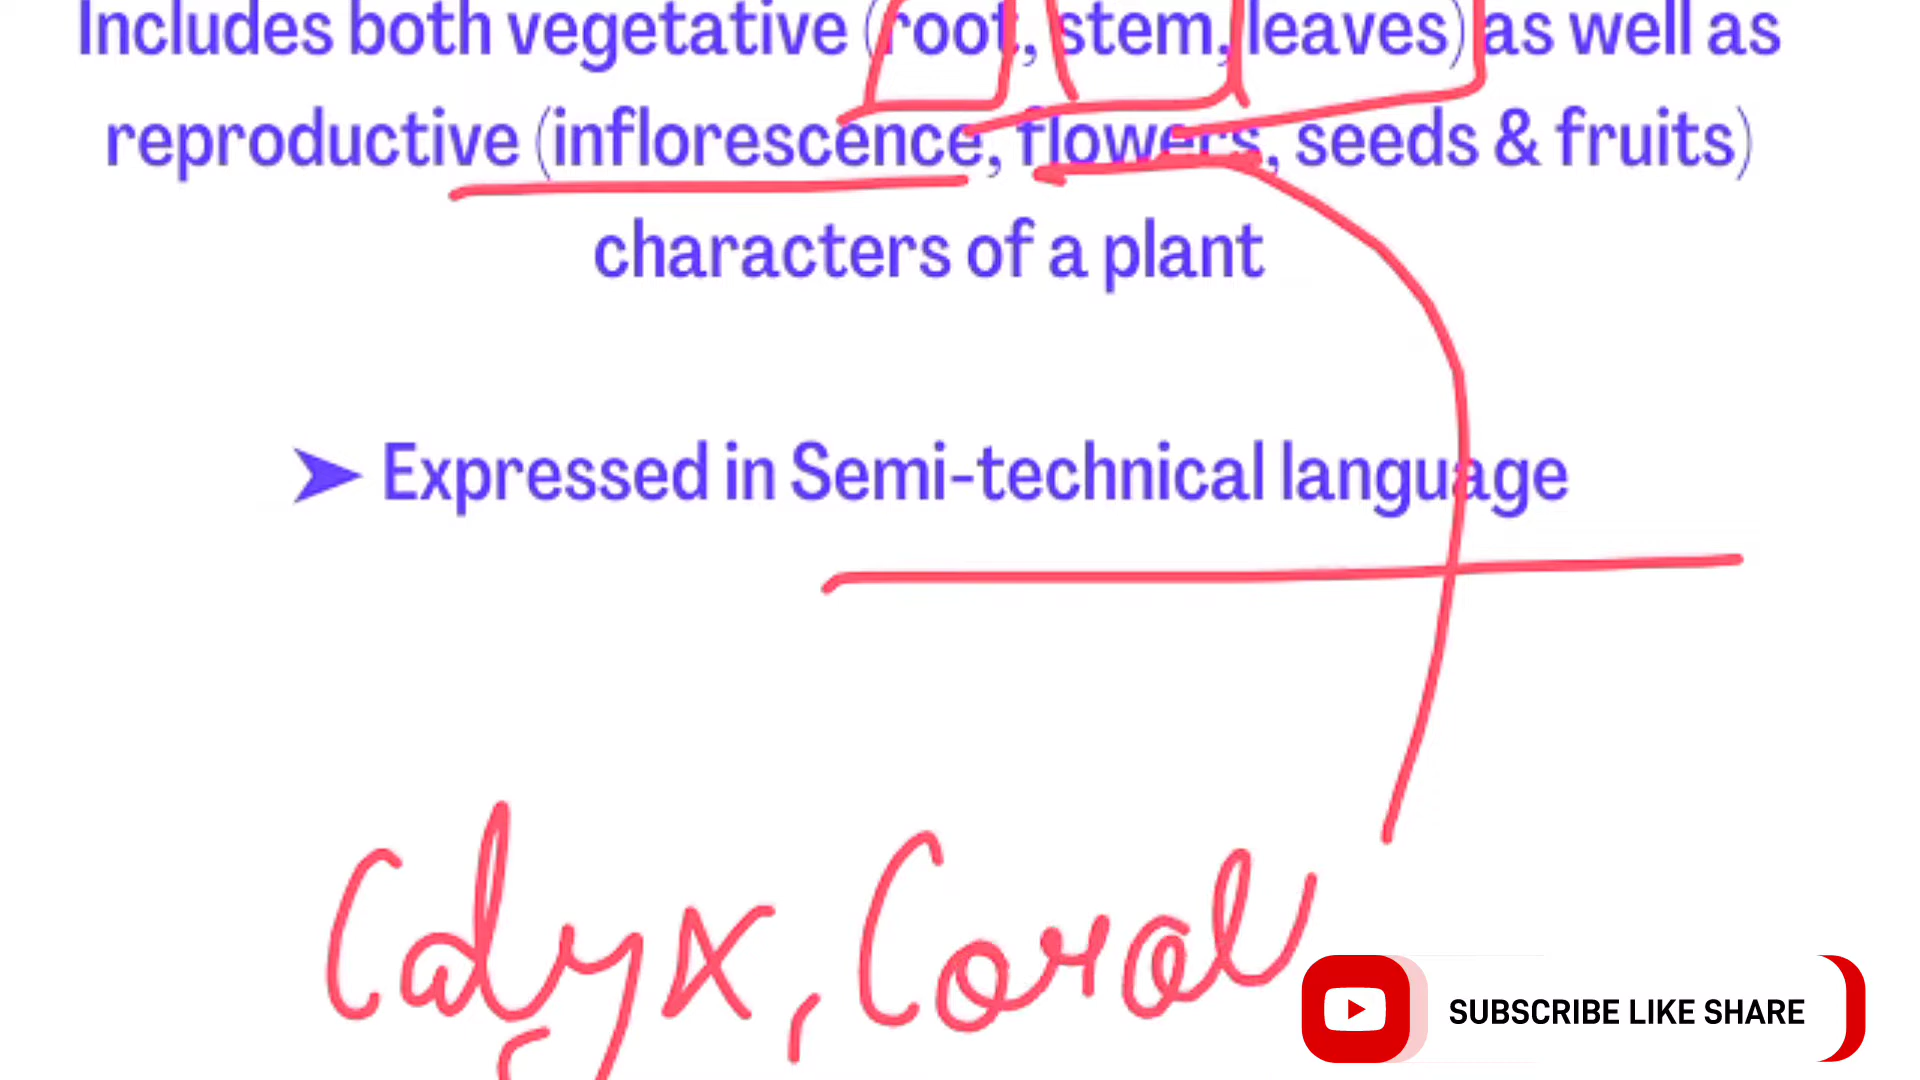 Includes both vegetative (root, stem, leaves) as well as
reproductive (inflorescence, flowers, seeds & fruits)
characters of a plant
➤ Expressed in Semi-technical language
Calyx, Corol
SUBSCRIBE LIKE SHARE